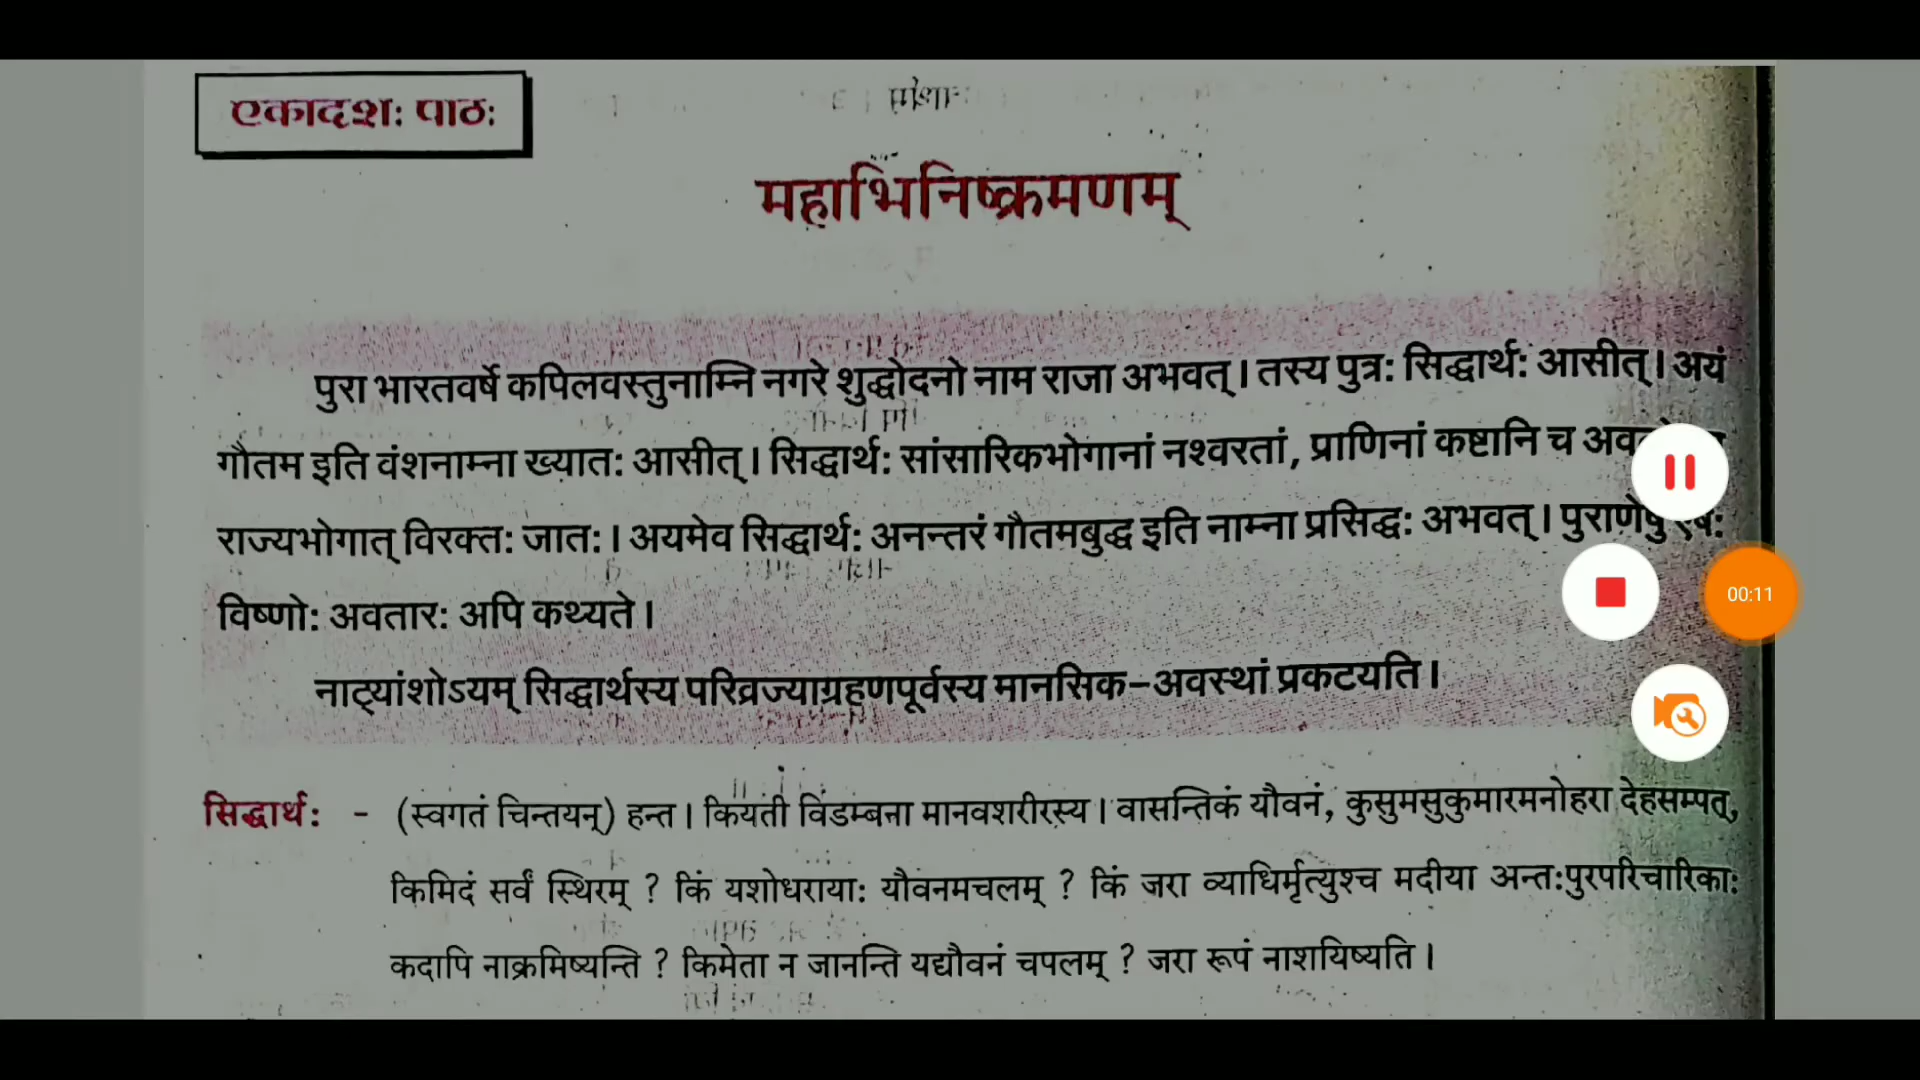 एकादशः पाठः
महाभिनिष्क्रमणम्
पुरा भारतवर्षे कपिलवस्तुनाम्नि नगरे शुद्धोदनो नाम राजा अभवत् । तस्य पुत्रः सिद्धार्थः आसीत् । अयं
गौतम इति वंशनाम्ना ख्यातः आसीत् । सिद्धार्थः सांसारिकभोगानां नश्वरतां, प्राणिनां कष्टानि च
राज्यभोगात् विरक्तः जातः । अयमेव सिद्धार्थः अनन्तरं गौतमबुद्ध इति नाम्ना प्रसिद्धः अभवत् । पुराणेषु
विष्णोः अवतारः अपि कथ्यते ।
नाट्यांशोऽयम् सिद्धार्थस्य परिव्रज्याग्रहणपूर्वस्य मानसिक-अवस्थां प्रकटयति ।
सिद्धार्थः - (स्वगतं चिन्तयन्) हन्त । कियती विडम्बना मानवशरीरस्य । वासन्तिकं यौवनं, कुसुमसुकुमारमनोहरा देहसम्पत्,
किमिदं सर्वं स्थिरम् ? किं यशोधरायाः यौवनमचलम् ? किं जरा व्याधिर्मृत्युश्च मदीया अन्तःपुरपरिचारिकाः
कदापि नाक्रमिष्यन्ति ? किमेता न जानन्ति यद्यौवनं चपलम् ? जरा रूपं नाशयिष्यति ।
00:11